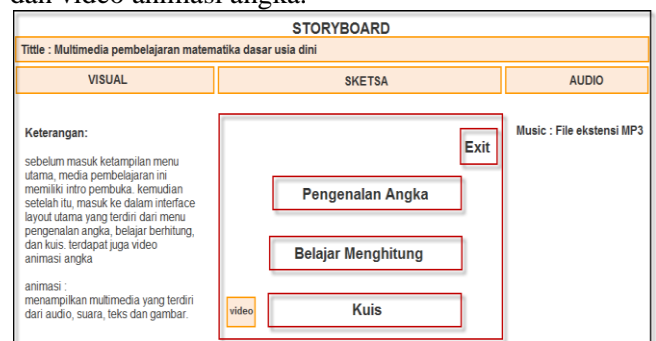 dan video animasi angka.
STORYBOARD
Tittle : Multimedia pembelajaran matematika dasar usia dini
VISUAL
SKETSA
AUDIO
Keterangan:
sebelum masuk ketampilan menu
utama, media pembelajaran ini
memiliki intro pembuka. kemudian
setelah itu, masuk ke dalam interface
layout utama yang terdiri dari menu
pengenalan angka, belajar berhitung,
dan kuis. terdapat juga video
animasi angka
animasi :
menampilkan multimedia yang terdiri
dari audio, suara, teks dan gambar.
Exit
Pengenalan Angka
Belajar Menghitung
video
Kuis
Music : File ekstensi MP3